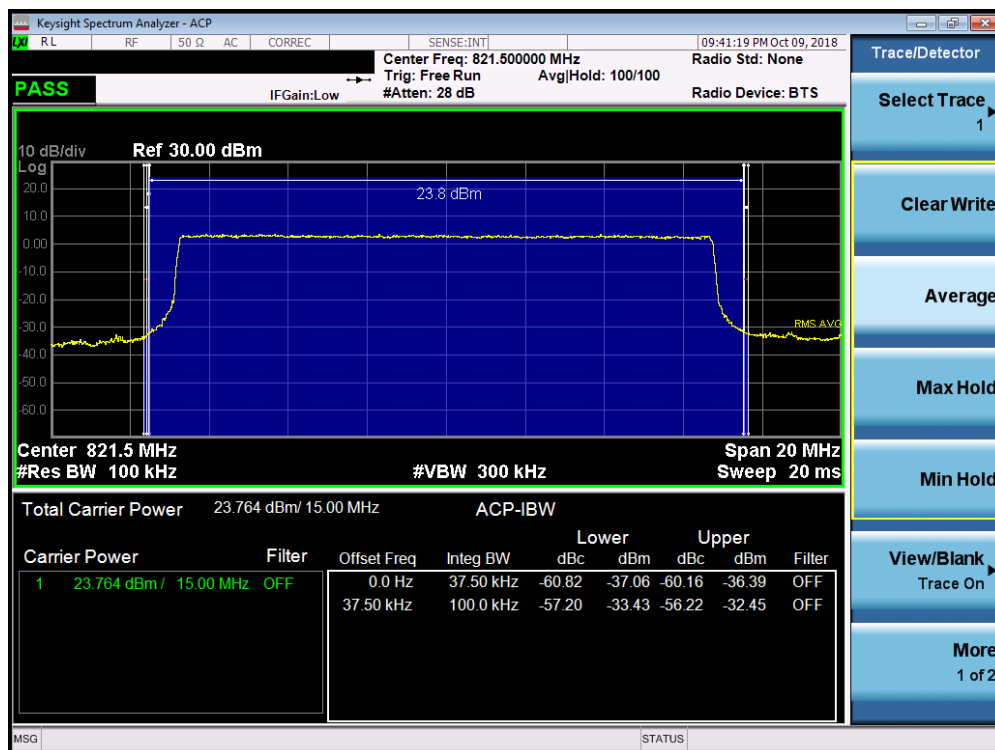 Keysight Spectrum Analyzer - ACP
LXI RL RF 50 Ω AC CORREC SENSE:INT 09:41:19 PM Oct 09, 2018
Center Freq: 821.500000 MHz Radio Std: None
Trig: Free Run Avg|Hold: 100/100
PASS IFGain:Low #Atten: 28 dB Radio Device: BTS
10 dB/div Ref 30.00 dBm
Log
20.0
23.8 dBm
10.0
0.00
-10.0
-20.0
-30.0
RMS AVG
-40.0
-50.0
-60.0
Center 821.5 MHz Span 20 MHz
#Res BW 100 kHz #VBW 300 kHz Sweep 20 ms
Total Carrier Power 23.764 dBm/ 15.00 MHz ACP-IBW
Lower Upper
Carrier Power Filter Offset Freq Integ BW dBc dBm dBc dBm Filter
1 23.764 dBm / 15.00 MHz OFF 0.0 Hz 37.50 kHz -60.82 -37.06 -60.16 -36.39 OFF
37.50 kHz 100.0 kHz -57.20 -33.43 -56.22 -32.45 OFF
Trace/Detector
Select Trace
1
Clear Write
Average
Max Hold
Min Hold
View/Blank
Trace On
More
1 of 2
MSG STATUS